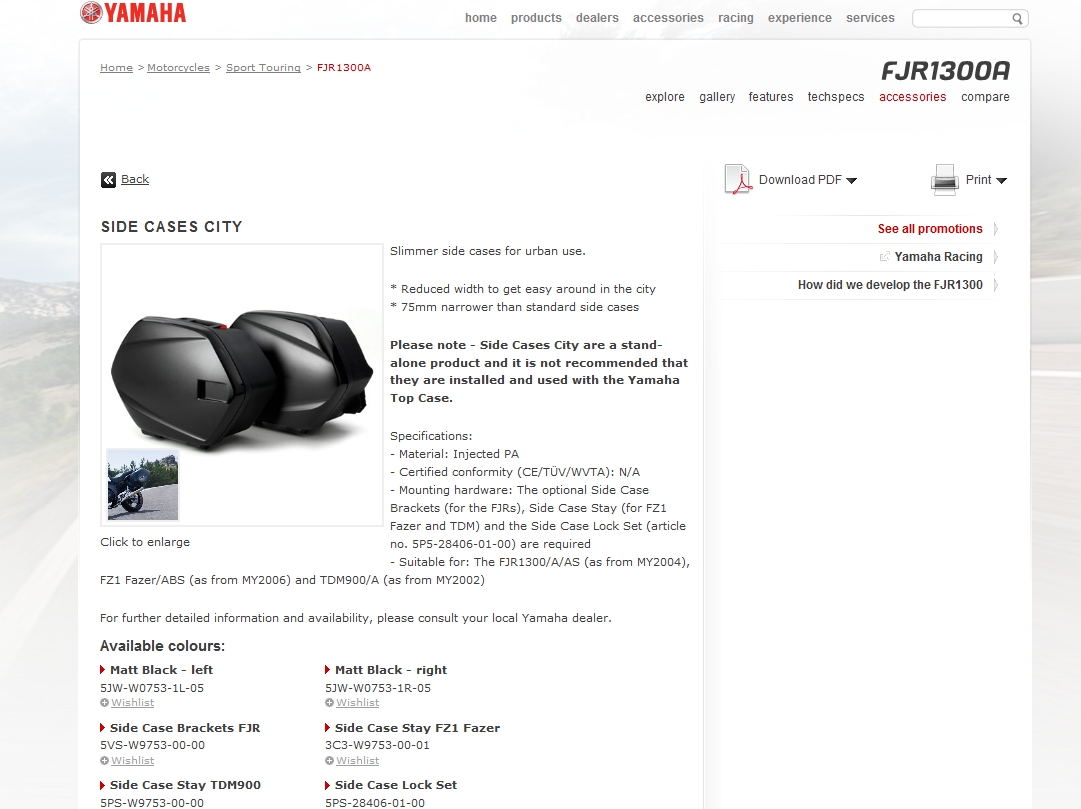 YAMAHA
home products dealers accessories racing experience services
Home > Motorcycles > Sport Touring > FJR1300A
FJR1300A
explore gallery features techspecs accessories compare
Back
Download PDF
Print
SIDE CASES CITY
See all promotions
Yamaha Racing
How did we develop the FJR1300
Slimmer side cases for urban use.
* Reduced width to get easy around in the city
* 75mm narrower than standard side cases
Please note - Side Cases City are a stand-
alone product and it is not recommended that
they are installed and used with the Yamaha
Top Case.
Specifications:
- Material: Injected PA
- Certified conformity (CE/TÜV/WVTA): N/A
- Mounting hardware: The optional Side Case
Brackets (for the FJRs), Side Case Stay (for FZ1
Fazer and TDM) and the Side Case Lock Set (article
no. 5P5-28406-01-00) are required
Click to enlarge
- Suitable for: The FJR1300/A/AS (as from MY2004),
FZ1 Fazer/ABS (as from MY2006) and TDM900/A (as from MY2002)
For further detailed information and availability, please consult your local Yamaha dealer.
Available colours:
Matt Black - left
5JW-W0753-1L-05
Wishlist
Matt Black - right
5JW-W0753-1R-05
Wishlist
Side Case Brackets FJR
5VS-W9753-00-00
Wishlist
Side Case Stay FZ1 Fazer
3C3-W9753-00-01
Wishlist
Side Case Stay TDM900
5PS-W9753-00-00
Side Case Lock Set
5PS-28406-01-00